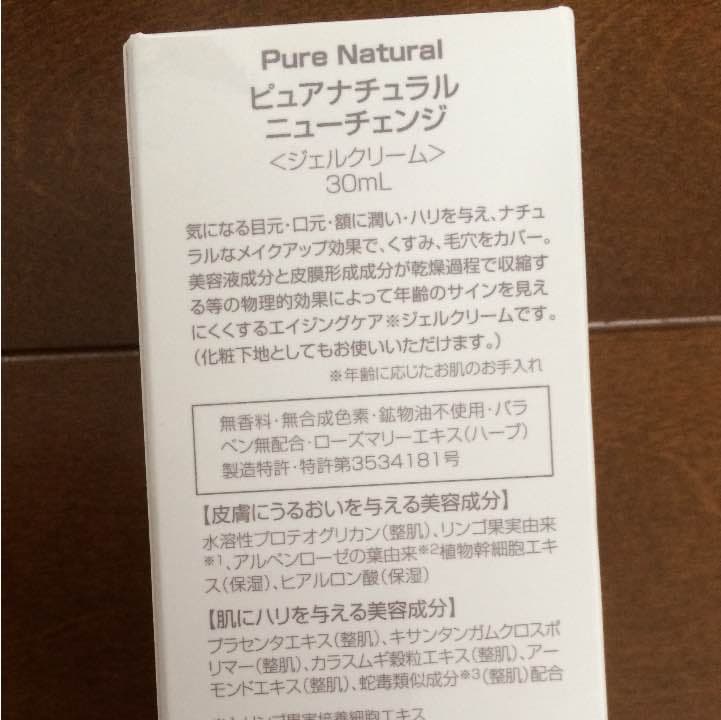 Pure Natural
ピュアナチュラル
ニューチェンジ
<ジェルクリーム>
30mL
気になる目元・口元・額に潤い・ハリを与え、ナチュ
ラルなメイクアップ効果で、くすみ、毛穴をカバー。
美容液成分と皮膜形成成分が乾燥過程で収縮す
る等の物理的効果によって年齢のサインを見え
にくくするエイジングケア※ジェルクリームです。
(化粧下地としてもお使いいただけます。)
※年齢に応じたお肌のお手入れ
無香料・無合成色素・鉱物油不使用・パラ
ベン無配合・ローズマリーエキス(ハーブ)
製造特許・特許第3534181号
【皮膚にうるおいを与える美容成分】
水溶性プロテオグリカン(整肌)、リンゴ果実由来
※1、アルペンローゼの葉由来※2植物幹細胞エキ
ス(保湿)、ヒアルロン酸(保湿)
【肌にハリを与える美容成分】
プラセンタエキス(整肌)、キサンタンガムクロスポ
リマー(整肌)、カラスムギ穀粒エキス(整肌)、アー
モンドエキス(整肌)、蛇毒類似成分※3(整肌)配合
※1リンゴ果実培養細胞エキス